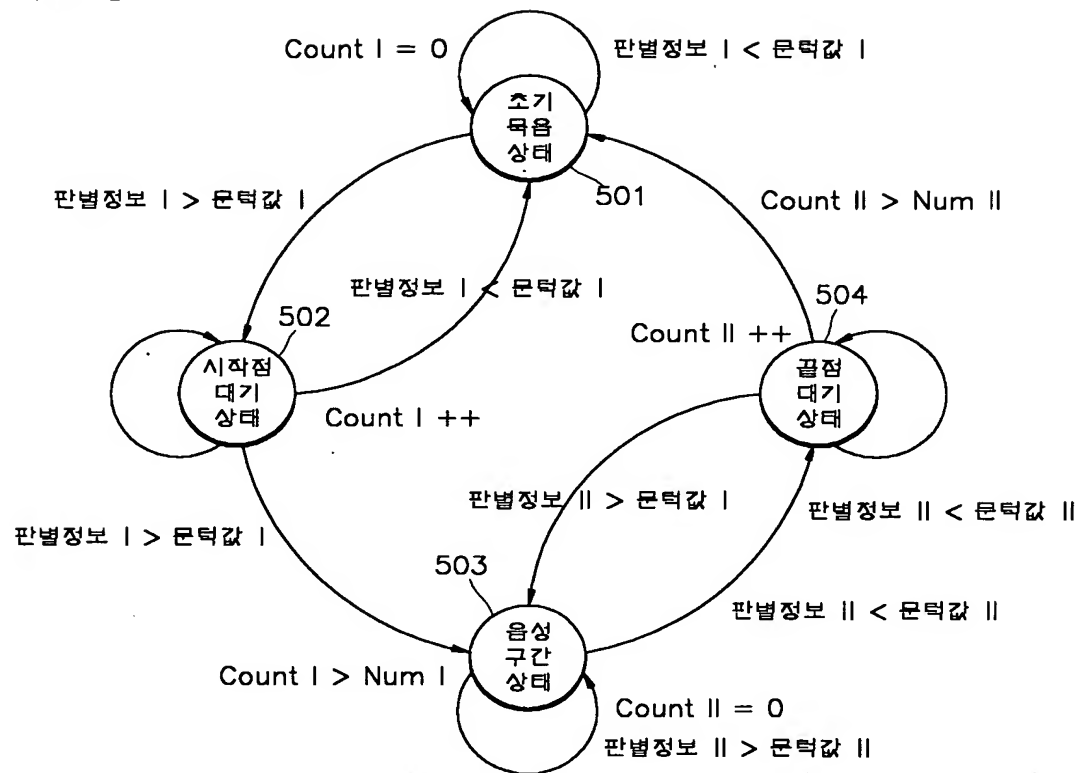 Count I = 0
판별정보 I < 문턱값 I
초기
묵음
상태
501
판별정보 I > 문턱값 I
Count II > Num II
판별정보 I < 문턱값 I
502
504
Count II ++
시작점
대기
상태
끝점
대기
상태
Count I ++
판별정보 II > 문턱값 I
판별정보 II < 문턱값 II
판별정보 I > 문턱값 I
503
판별정보 II < 문턱값 II
음성
구간
상태
Count I > Num I
Count II = 0
판별정보 II > 문턱값 II